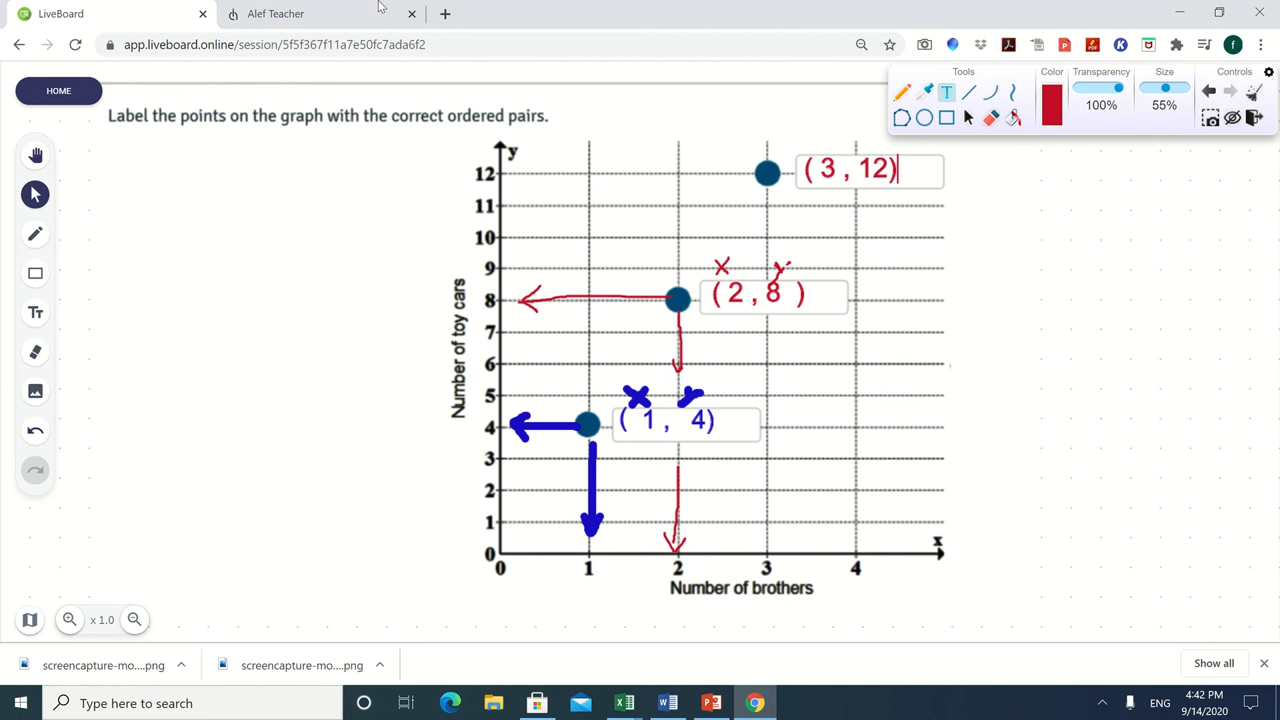 LiveBoard
Alef Teacher
app.liveboard.online/session/5f5f367f11a7e50fc7ada6f2
f
HOME
Tools
Color
Transparency
Size
Controls
T
100%
55%
Label the points on the graph with the correct ordered pairs.
y
12
( 3 , 12)
11
10
9
x y
8
( 2 , 8 )
7
6
5
x y
4
( 1 , 4)
3
2
1
0
x
0 1 2 3 4
Number of toy cars
Number of brothers
Tт
x 1.0
screencapture-mo....png
screencapture-mo....png
Show all
Type here to search
ENG
4:42 PM
9/14/2020